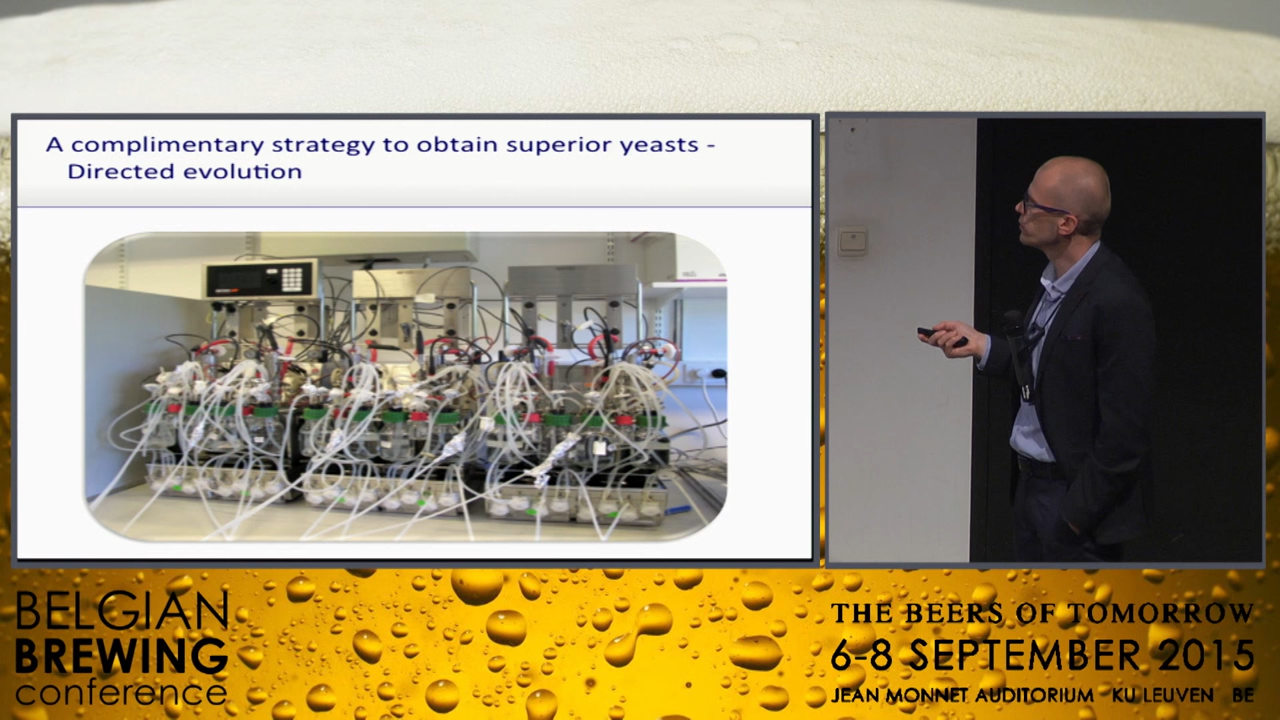 A complimentary strategy to obtain superior yeasts -
Directed evolution
BELGIAN
BREWING
conference
THE BEERS OF TOMORROW
6-8 SEPTEMBER 2015
JEAN MONNET AUDITORIUM KU LEUVEN BE